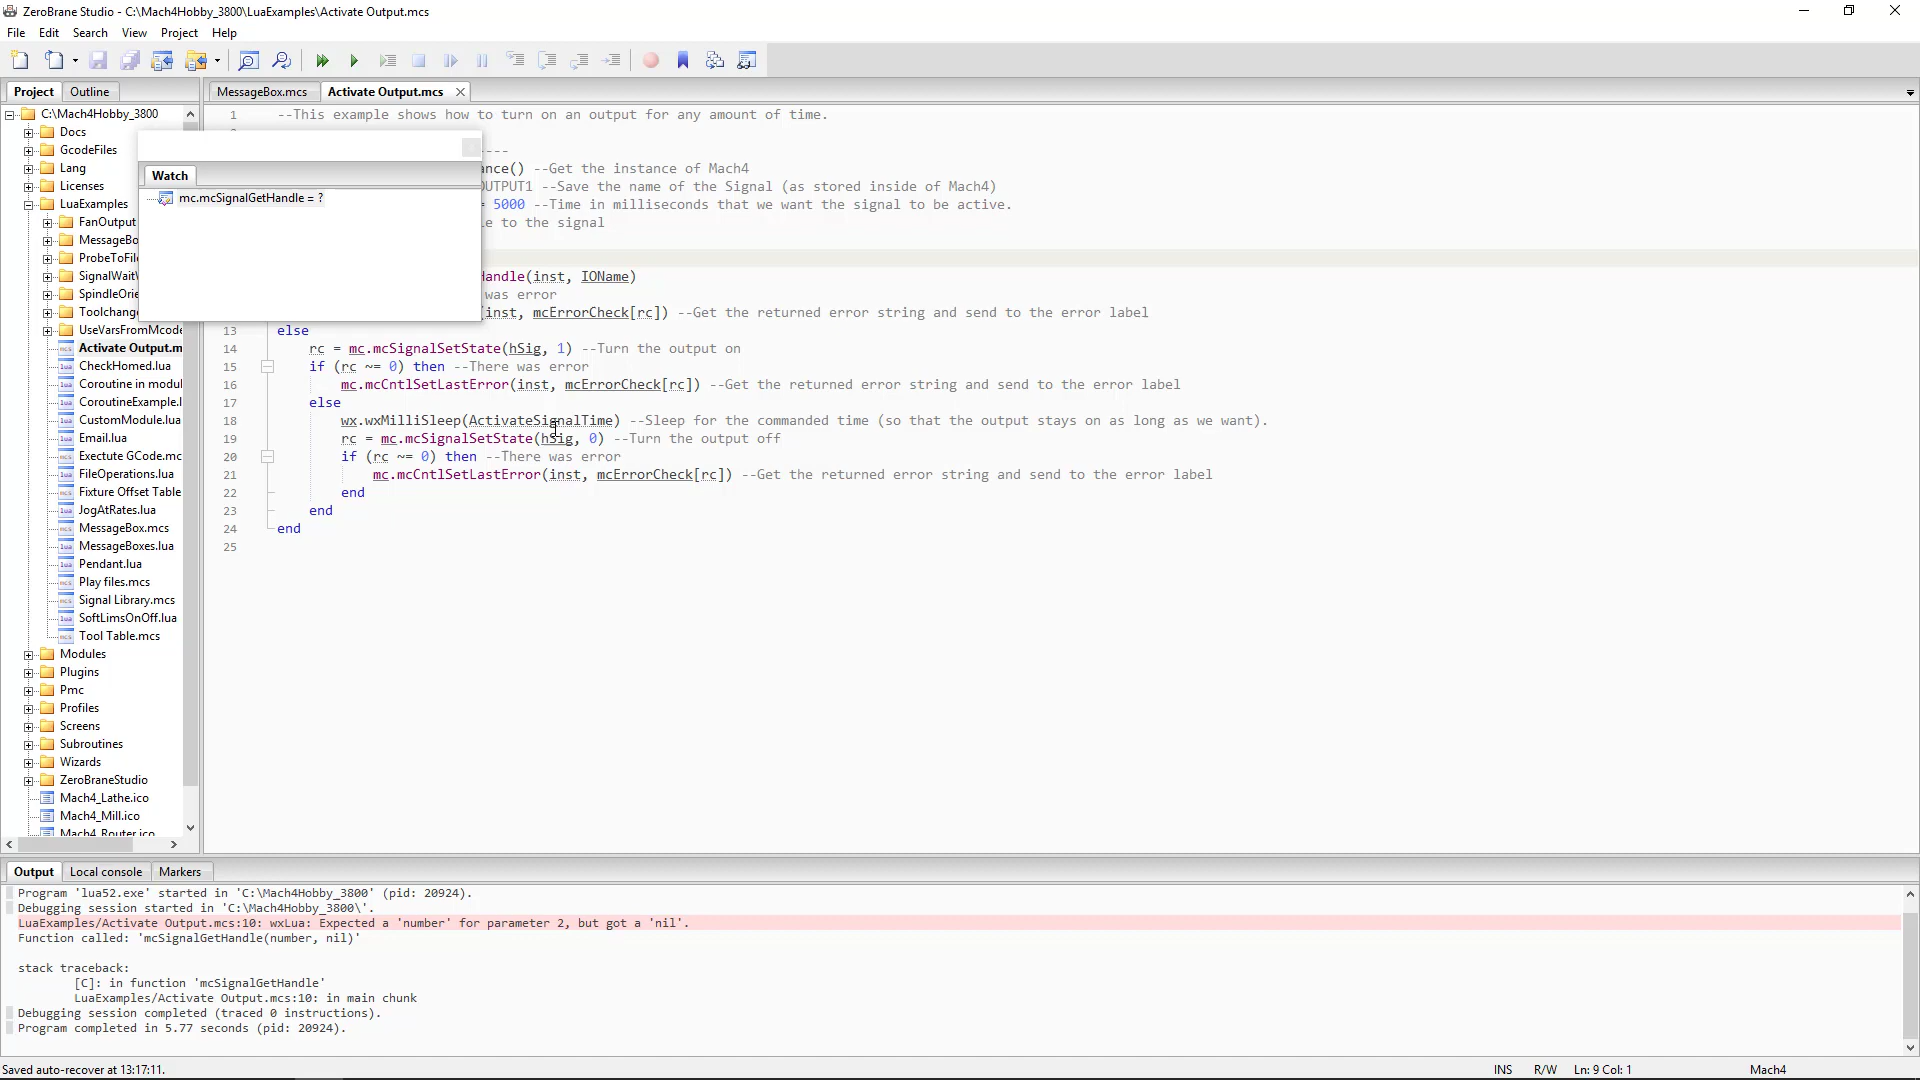 ZeroBrane Studio - C:\Mach4Hobby_3800\LuaExamples\Activate Output.mcs
File Edit Search View Project Help
Project Outline
MessageBox.mcs Activate Output.mcs
C:\Mach4Hobby_3800
Docs
GcodeFiles
Lang
Licenses
LuaExamples
FanOutput
MessageBo
ProbeToFile
SignalWait
SpindleOrie
Toolchang
UseVarsFromMcode
Activate Output.m
CheckHomed.lua
Coroutine in modul
CoroutineExample.l
CustomModule.lua
Email.lua
Exectute GCode.mc
FileOperations.lua
Fixture Offset Table
JogAtRates.lua
MessageBox.mcs
MessageBoxes.lua
Pendant.lua
Play files.mcs
Signal Library.mcs
SoftLimsOnOff.lua
Tool Table.mcs
Modules
Plugins
Pmc
Profiles
Screens
Subroutines
Wizards
ZeroBraneStudio
Mach4_Lathe.ico
Mach4_Mill.ico
Mach4_Router.ico
Watch
mc.mcSignalGetHandle = ?
1 --This example shows how to turn on an output for any amount of time.
----
ance() --Get the instance of Mach4
UTPUT1 --Save the name of the Signal (as stored inside of Mach4)
= 5000 --Time in milliseconds that we want the signal to be active.
e to the signal
Handle(inst, IOName)
was error
(inst, mcErrorCheck[rc]) --Get the returned error string and send to the error label
13 else
14 rc = mc.mcSignalSetState(hSig, 1) --Turn the output on
15 if (rc ~= 0) then --There was error
16 mc.mcCntlSetLastError(inst, mcErrorCheck[rc]) --Get the returned error string and send to the error label
17 else
18 wx.wxMilliSleep(ActivateSignalTime) --Sleep for the commanded time (so that the output stays on as long as we want).
19 rc = mc.mcSignalSetState(hSig, 0) --Turn the output off
20 if (rc ~= 0) then --There was error
21 mc.mcCntlSetLastError(inst, mcErrorCheck[rc]) --Get the returned error string and send to the error label
22 end
23 end
24 end
25
Output Local console Markers
Program 'lua52.exe' started in 'C:\Mach4Hobby_3800' (pid: 20924).
Debugging session started in 'C:\Mach4Hobby_3800\'.
LuaExamples/Activate Output.mcs:10: wxLua: Expected a 'number' for parameter 2, but got a 'nil'.
Function called: 'mcSignalGetHandle(number, nil)'
stack traceback:
[C]: in function 'mcSignalGetHandle'
LuaExamples/Activate Output.mcs:10: in main chunk
Debugging session completed (traced 0 instructions).
Program completed in 5.77 seconds (pid: 20924).
Saved auto-recover at 13:17:11. INS R/W Ln: 9 Col: 1 Mach4